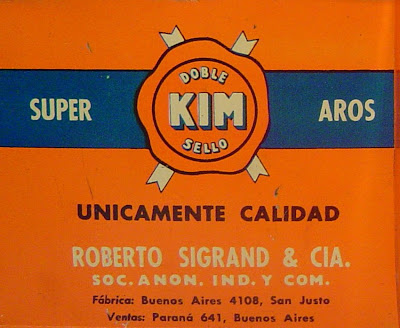 DOBLE
SUPER KIM AROS
SELLO
UNICAMENTE CALIDAD
ROBERTO SIGRAND & CIA.
SOC. ANON. IND. Y COM.
Fábrica: Buenos Aires 4108, San Justo
Ventas: Paraná 641, Buenos Aires